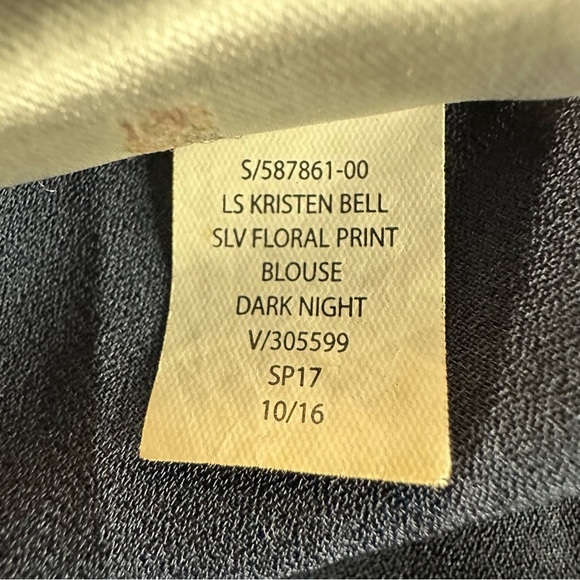 S/587861-00
LS KRISTEN BELL
SLV FLORAL PRINT
BLOUSE
DARK NIGHT
V/305599
SP17
10/16